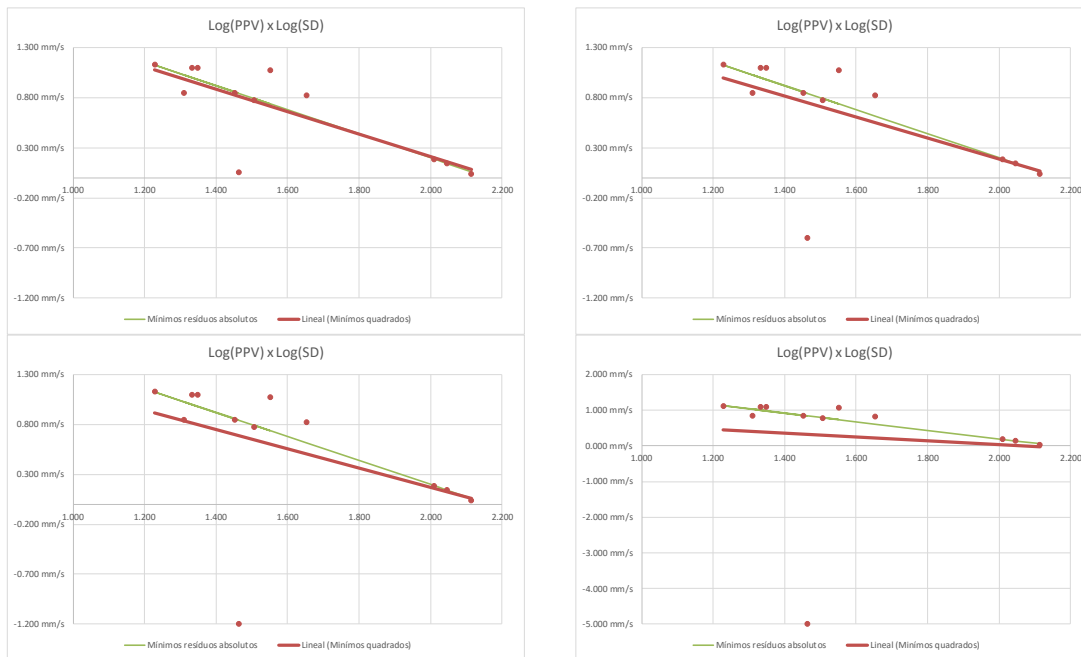 Log(PPV) x Log(SD)
1.300 mm/s
0.800 mm/s
0.300 mm/s
1.000 1.200 1.400 1.600 1.800 2.000 2.200
-0.200 mm/s
-0.700 mm/s
-1.200 mm/s
Mínimos resíduos absolutos Lineal (Minímos quadrados)
Log(PPV) x Log(SD)
1.300 mm/s
0.800 mm/s
0.300 mm/s
1.000 1.200 1.400 1.600 1.800 2.000 2.200
-0.200 mm/s
-0.700 mm/s
-1.200 mm/s
Mínimos resíduos absolutos Lineal (Minímos quadrados)
Log(PPV) x Log(SD)
1.300 mm/s
0.800 mm/s
0.300 mm/s
1.000 1.200 1.400 1.600 1.800 2.000 2.200
-0.200 mm/s
-0.700 mm/s
-1.200 mm/s
Mínimos resíduos absolutos Lineal (Minímos quadrados)
Log(PPV) x Log(SD)
2.000 mm/s
1.000 mm/s
0.000 mm/s
1.000 1.200 1.400 1.600 1.800 2.000 2.200
-1.000 mm/s
-2.000 mm/s
-3.000 mm/s
-4.000 mm/s
-5.000 mm/s
Mínimos resíduos absolutos Lineal (Minímos quadrados)